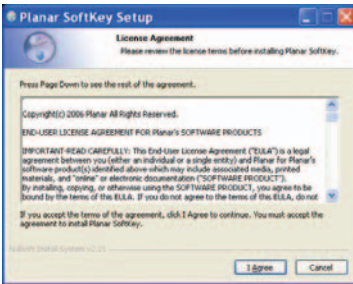 Planar SoftKey Setup
License Agreement
Please review the license terms before installing Planar SoftKey.
Press Page Down to see the rest of the agreement.
Copyright(c) 2006 Planar All Rights Reserved.
END-USER LICENSE AGREEMENT FOR Planar's SOFTWARE PRODUCTS
IMPORTANT-READ CAREFULLY: This End-User License Agreement ("EULA") is a legal
agreement between you (either an individual or a single entity) and Planar for Planar's
software product(s) identified above which may include associated media, printed
materials, and "online" or electronic documentation ("SOFTWARE PRODUCT").
By installing, copying, or otherwise using the SOFTWARE PRODUCT, you agree to be
bound by the terms of this EULA. If you do not agree to the terms of this EULA, do not
If you accept the terms of the agreement, click I Agree to continue. You must accept the
agreement to install Planar SoftKey.
Nullsoft Install System v2.21
I Agree
Cancel